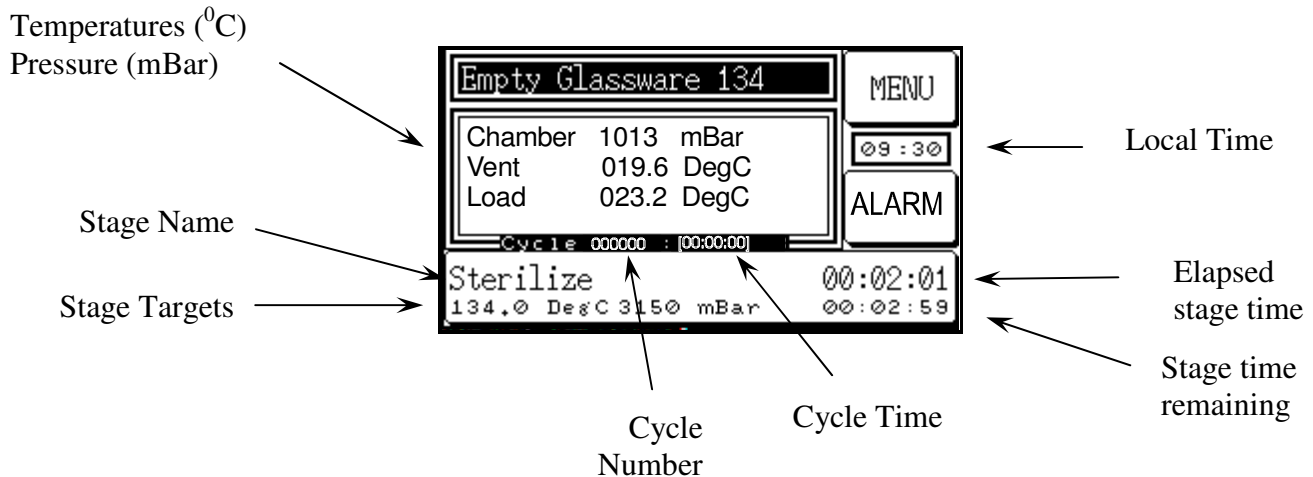 Temperatures (⁰C)
Pressure (mBar)
Empty Glassware 134
MENU
Chamber 1013 mBar
Vent 019.6 DegC
Load 023.2 DegC
09:30
Local Time
ALARM
Stage Name
Cycle 000000 : [00:00:00]
Sterilize 00:02:01
Stage Targets
134.0 DegC 3150 mBar 00:02:59
Elapsed
stage time
Stage time
remaining
Cycle
Number
Cycle Time